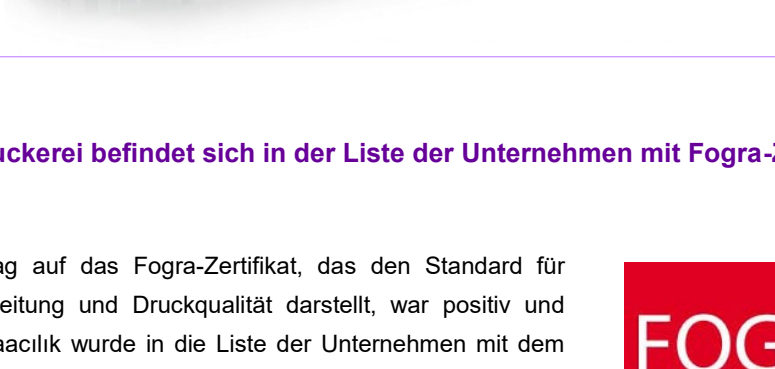 uckerei befindet sich in der Liste der Unternehmen mit Fogra-Z
ag auf das Fogra-Zertifikat, das den Standard für
eitung und Druckqualität darstellt, war positiv und
aacılık wurde in die Liste der Unternehmen mit dem
FOG